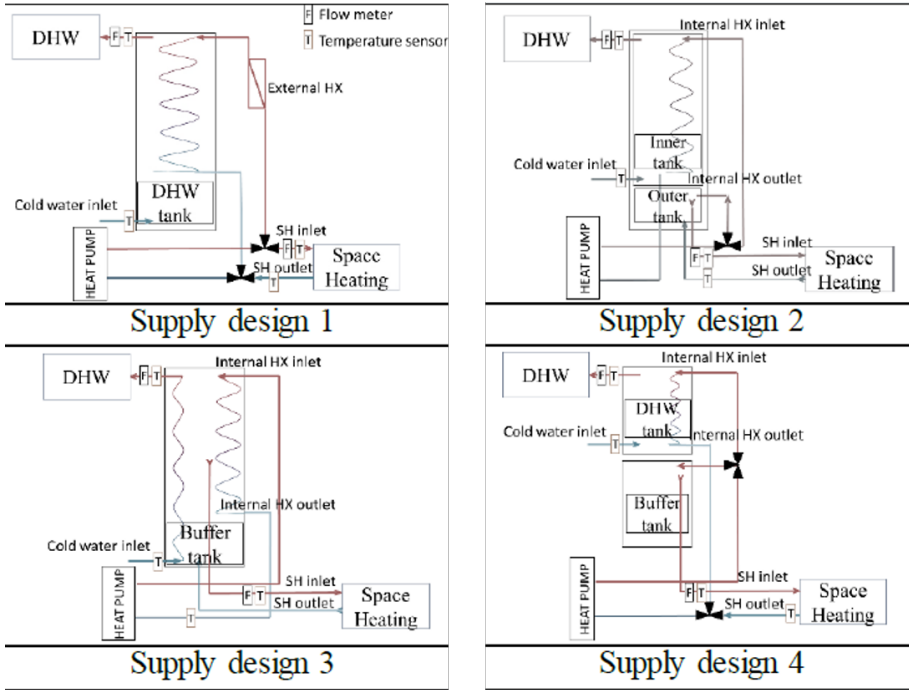 F Flow meter
T Temperature sensor
DHW
F T
External HX
DHW
tank
Cold water inlet
T
HEAT PUMP
SH inlet
F T
SH outlet
T
Space
Heating
Supply design 1
Internal HX inlet
DHW
F T
Inner
tank
Cold water inlet
T
Internal HX outlet
Outer
tank
HEAT PUMP
SH inlet
F T
SH outlet
T
Space
Heating
Supply design 2
Internal HX inlet
DHW
F T
Internal HX outlet
Buffer
tank
Cold water inlet
T
HEAT PUMP
SH inlet
F T
SH outlet
T
Space
Heating
Supply design 3
Internal HX inlet
DHW
F T
DHW
tank
Cold water inlet
T
Internal HX outlet
Buffer
tank
HEAT PUMP
SH inlet
F T
SH outlet
T
Space
Heating
Supply design 4